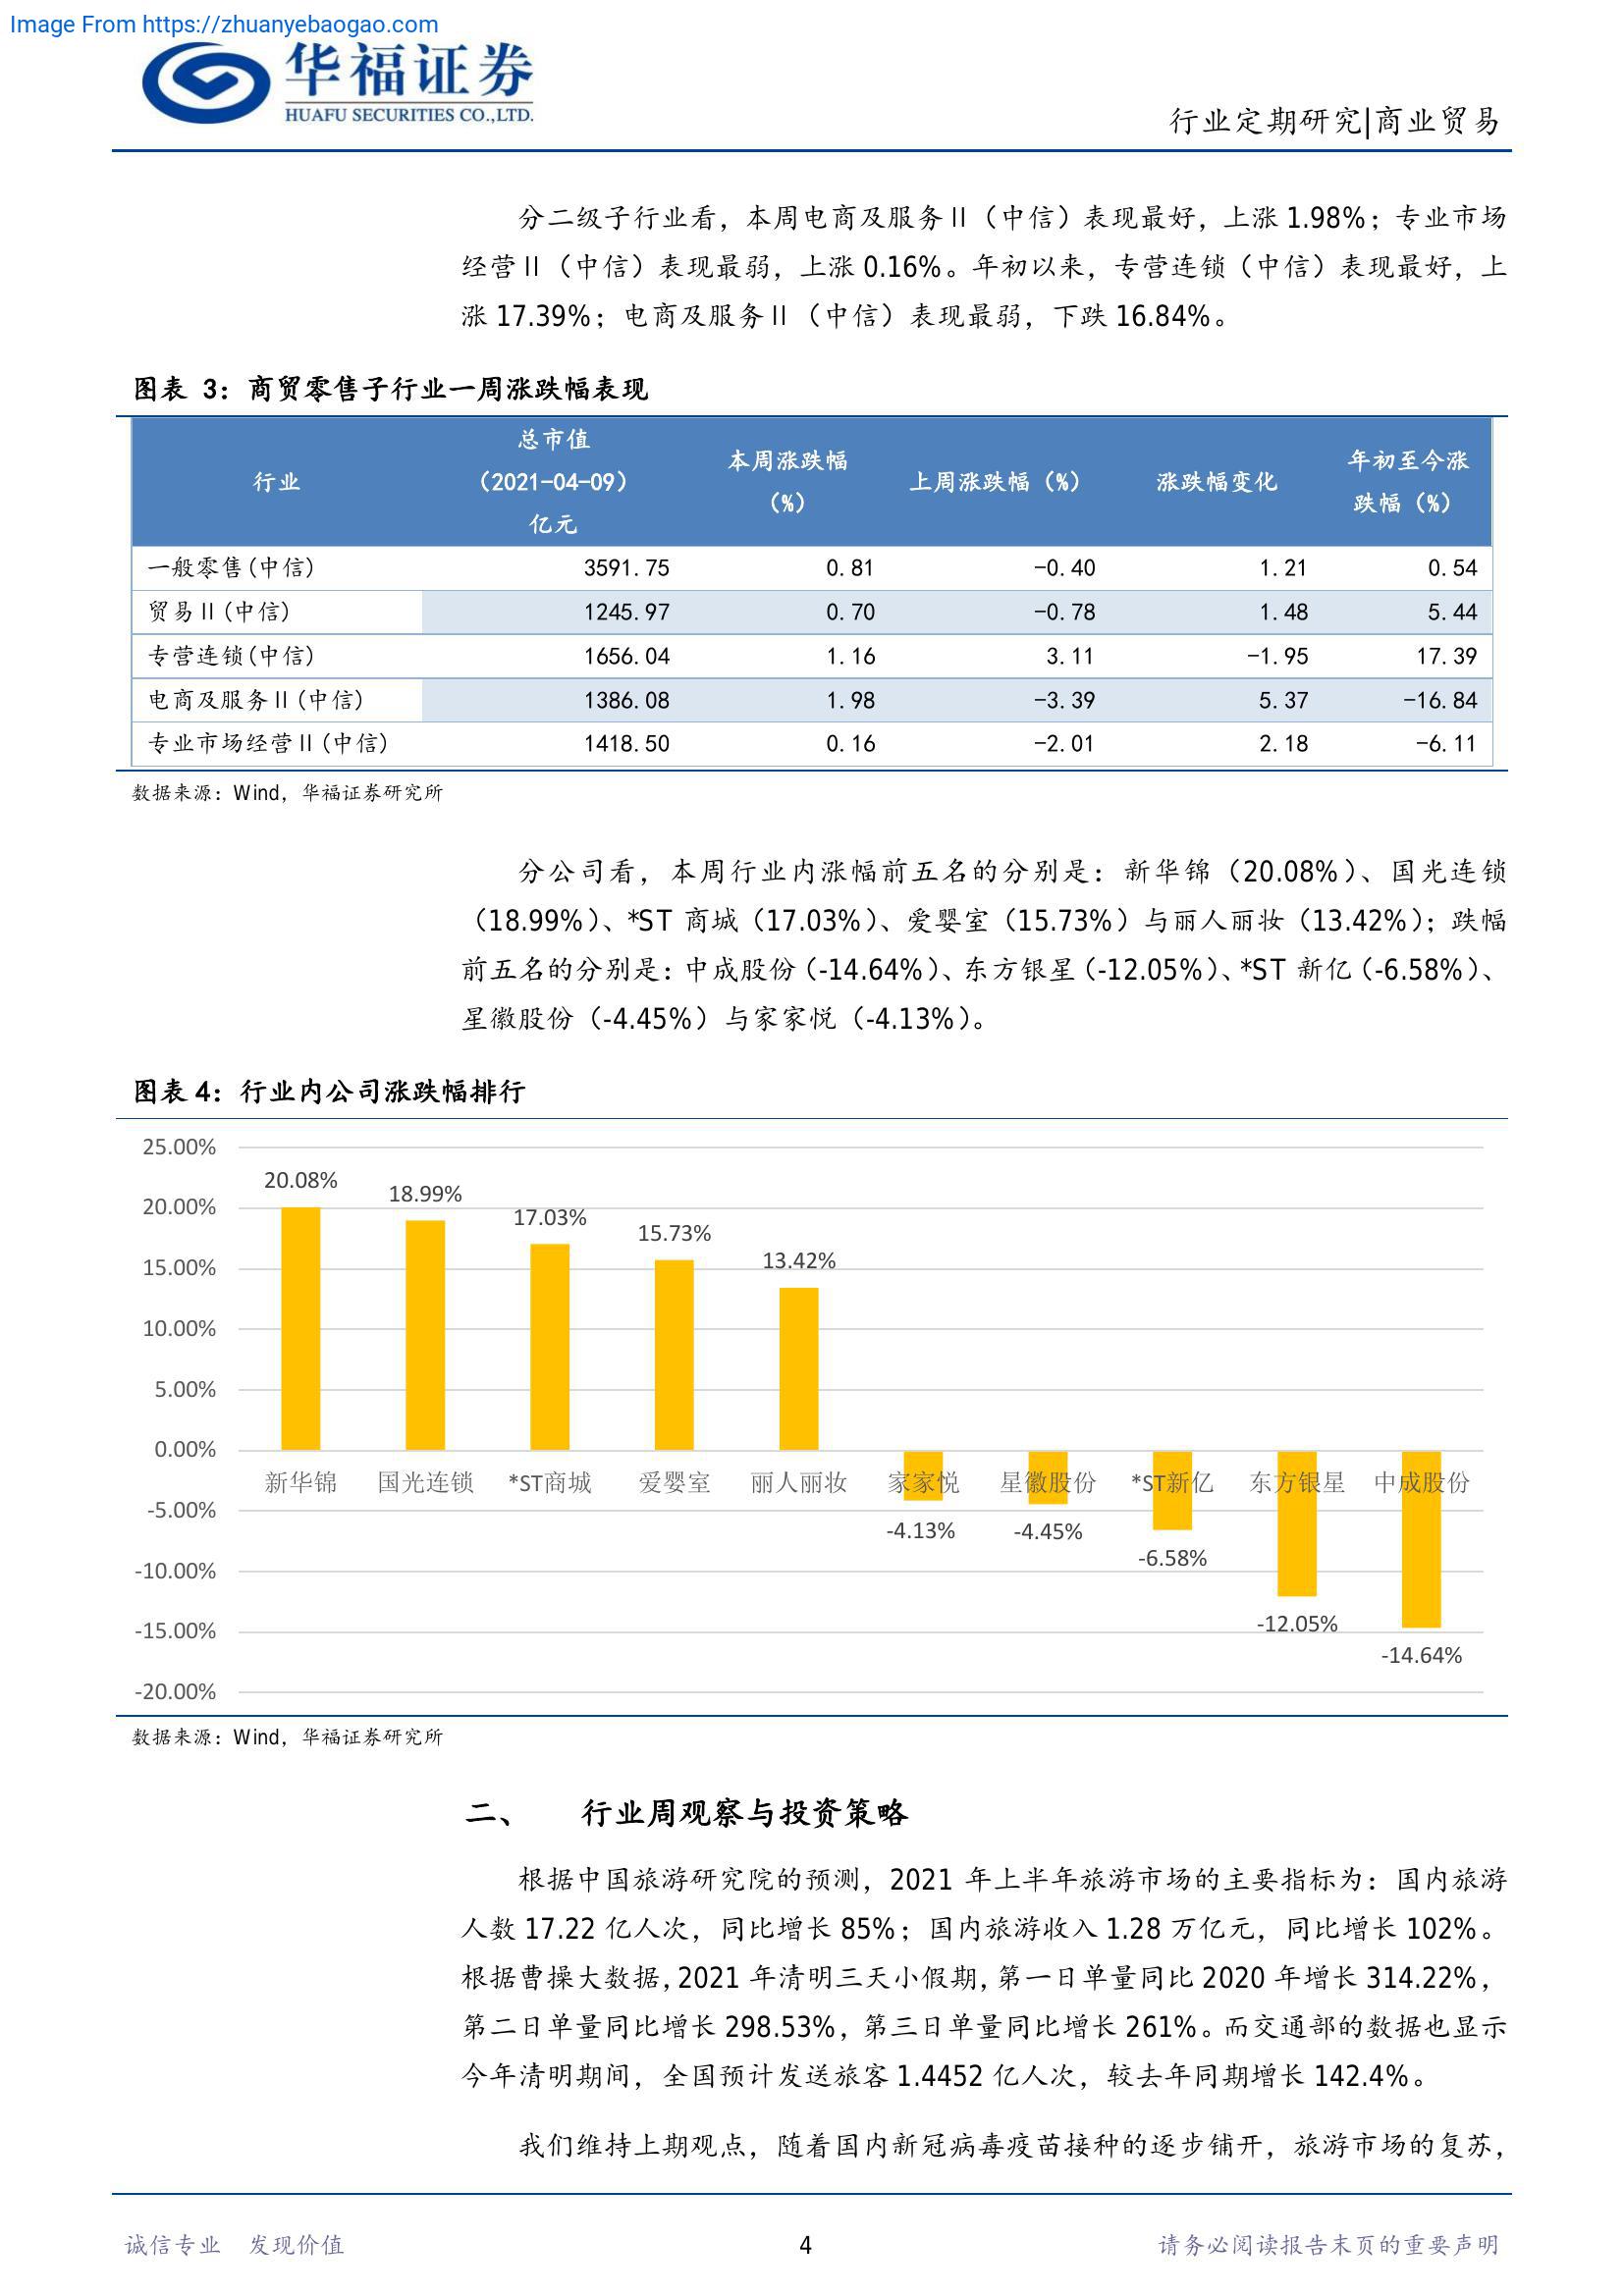 Image From https://zhuanyebaogao.com
华福证券
HUAFU SECURITIES CO.,LTD.
行业定期研究|商业贸易
分二级子行业看，本周电商及服务Ⅱ（中信）表现最好，上涨 1.98%；专业市场
经营Ⅱ（中信）表现最弱，上涨 0.16%。年初以来，专营连锁（中信）表现最好，上
涨 17.39%；电商及服务Ⅱ（中信）表现最弱，下跌 16.84%。
图表 3：商贸零售子行业一周涨跌幅表现
行业 总市值（2021-04-09）亿元 本周涨跌幅（%） 上周涨跌幅（%） 涨跌幅变化 年初至今涨跌幅（%）
一般零售(中信) 3591.75 0.81 -0.40 1.21 0.54
贸易Ⅱ(中信) 1245.97 0.70 -0.78 1.48 5.44
专营连锁(中信) 1656.04 1.16 3.11 -1.95 17.39
电商及服务Ⅱ(中信) 1386.08 1.98 -3.39 5.37 -16.84
专业市场经营Ⅱ(中信) 1418.50 0.16 -2.01 2.18 -6.11
数据来源：Wind，华福证券研究所
分公司看，本周行业内涨幅前五名的分别是：新华锦（20.08%）、国光连锁
（18.99%）、*ST 商城（17.03%）、爱婴室（15.73%）与丽人丽妆（13.42%）；跌幅
前五名的分别是：中成股份（-14.64%）、东方银星（-12.05%）、*ST 新亿（-6.58%）、
星徽股份（-4.45%）与家家悦（-4.13%）。
图表 4：行业内公司涨跌幅排行
25.00%
20.00%
15.00%
10.00%
5.00%
0.00%
-5.00%
-10.00%
-15.00%
-20.00%
20.08%
18.99%
17.03%
15.73%
13.42%
新华锦 国光连锁 *ST商城 爱婴室 丽人丽妆 家家悦 星徽股份 *ST新亿 东方银星 中成股份
-4.13%
-4.45%
-6.58%
-12.05%
-14.64%
数据来源：Wind，华福证券研究所
二、 行业周观察与投资策略
根据中国旅游研究院的预测，2021 年上半年旅游市场的主要指标为：国内旅游
人数 17.22 亿人次，同比增长 85%；国内旅游收入 1.28 万亿元，同比增长 102%。
根据曹操大数据，2021 年清明三天小假期，第一日单量同比 2020 年增长 314.22%，
第二日单量同比增长 298.53%，第三日单量同比增长 261%。而交通部的数据也显示
今年清明期间，全国预计发送旅客 1.4452 亿人次，较去年同期增长 142.4%。
我们维持上期观点，随着国内新冠病毒疫苗接种的逐步铺开，旅游市场的复苏，
诚信专业 发现价值 4 请务必阅读报告末页的重要声明